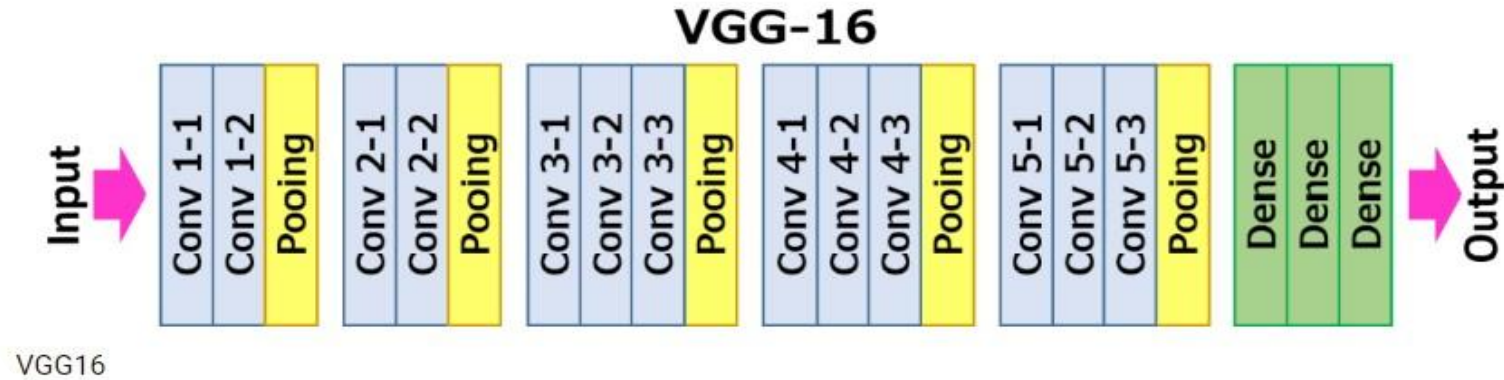 VGG-16
Input
Conv 1-1
Conv 1-2
Pooing
Conv 2-1
Conv 2-2
Pooing
Conv 3-1
Conv 3-2
Conv 3-3
Pooing
Conv 4-1
Conv 4-2
Conv 4-3
Pooing
Conv 5-1
Conv 5-2
Conv 5-3
Pooing
Dense
Dense
Dense
Output
VGG16